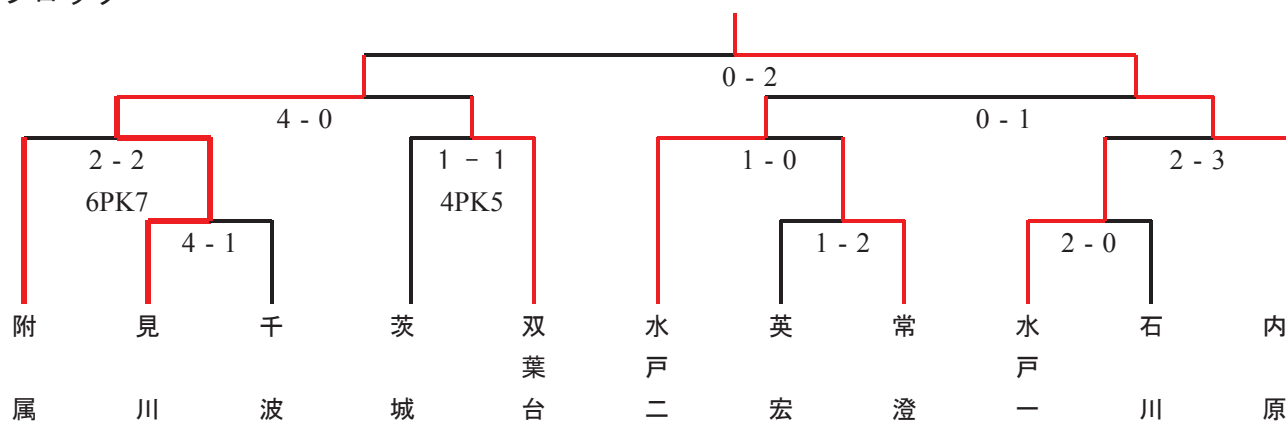 0 - 2
4 - 0
0 - 1
2 - 2
1 - 1
1 - 0
2 - 3
6PK7
4PK5
4 - 1
1 - 2
2 - 0
附属
見川
千波
茨城
双葉台
水戸二
英宏
常澄
水戸一
石川
内原